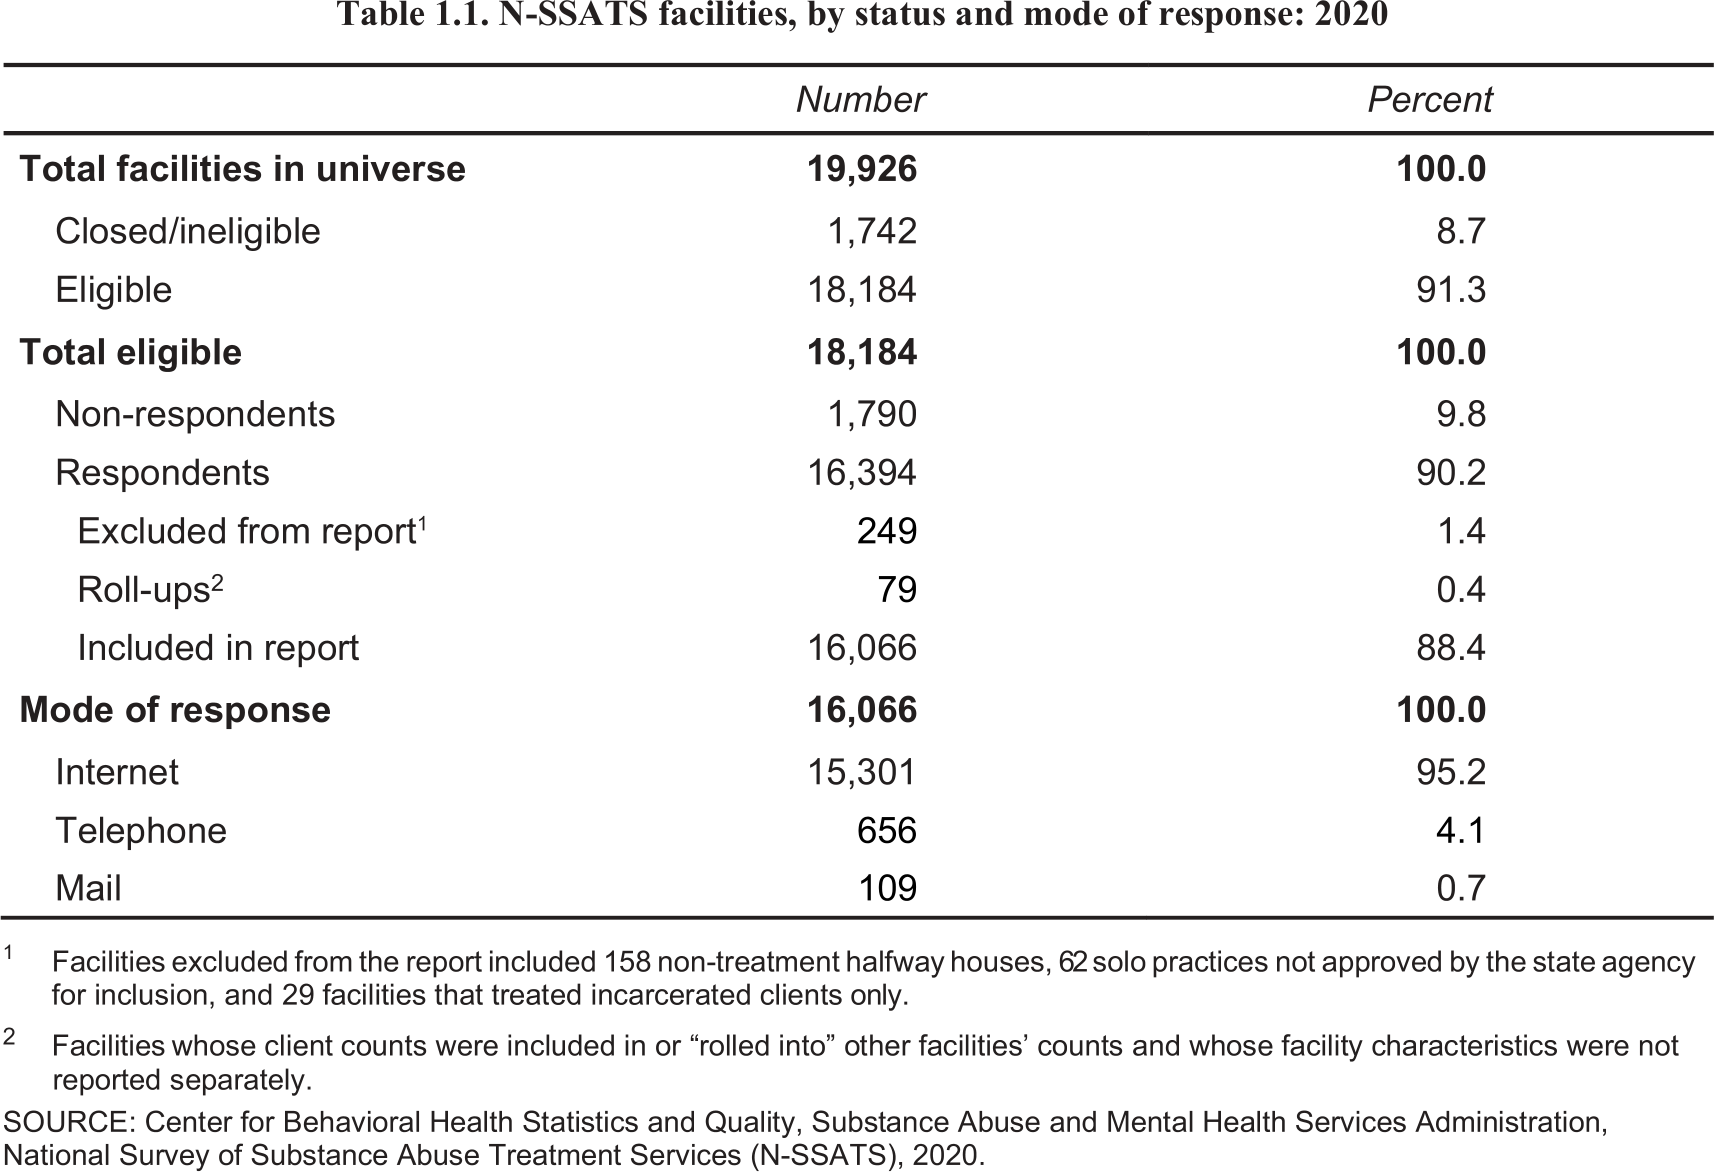 Table 1.1. N-SSATS facilities, by status and mode of response: 2020
Number Percent
Total facilities in universe 19,926 100.0
Closed/ineligible 1,742 8.7
Eligible 18,184 91.3
Total eligible 18,184 100.0
Non-respondents 1,790 9.8
Respondents 16,394 90.2
Excluded from report¹ 249 1.4
Roll-ups² 79 0.4
Included in report 16,066 88.4
Mode of response 16,066 100.0
Internet 15,301 95.2
Telephone 656 4.1
Mail 109 0.7
¹ Facilities excluded from the report included 158 non-treatment halfway houses, 62 solo practices not approved by the state agency
for inclusion, and 29 facilities that treated incarcerated clients only.
² Facilities whose client counts were included in or “rolled into” other facilities’ counts and whose facility characteristics were not
reported separately.
SOURCE: Center for Behavioral Health Statistics and Quality, Substance Abuse and Mental Health Services Administration,
National Survey of Substance Abuse Treatment Services (N-SSATS), 2020.